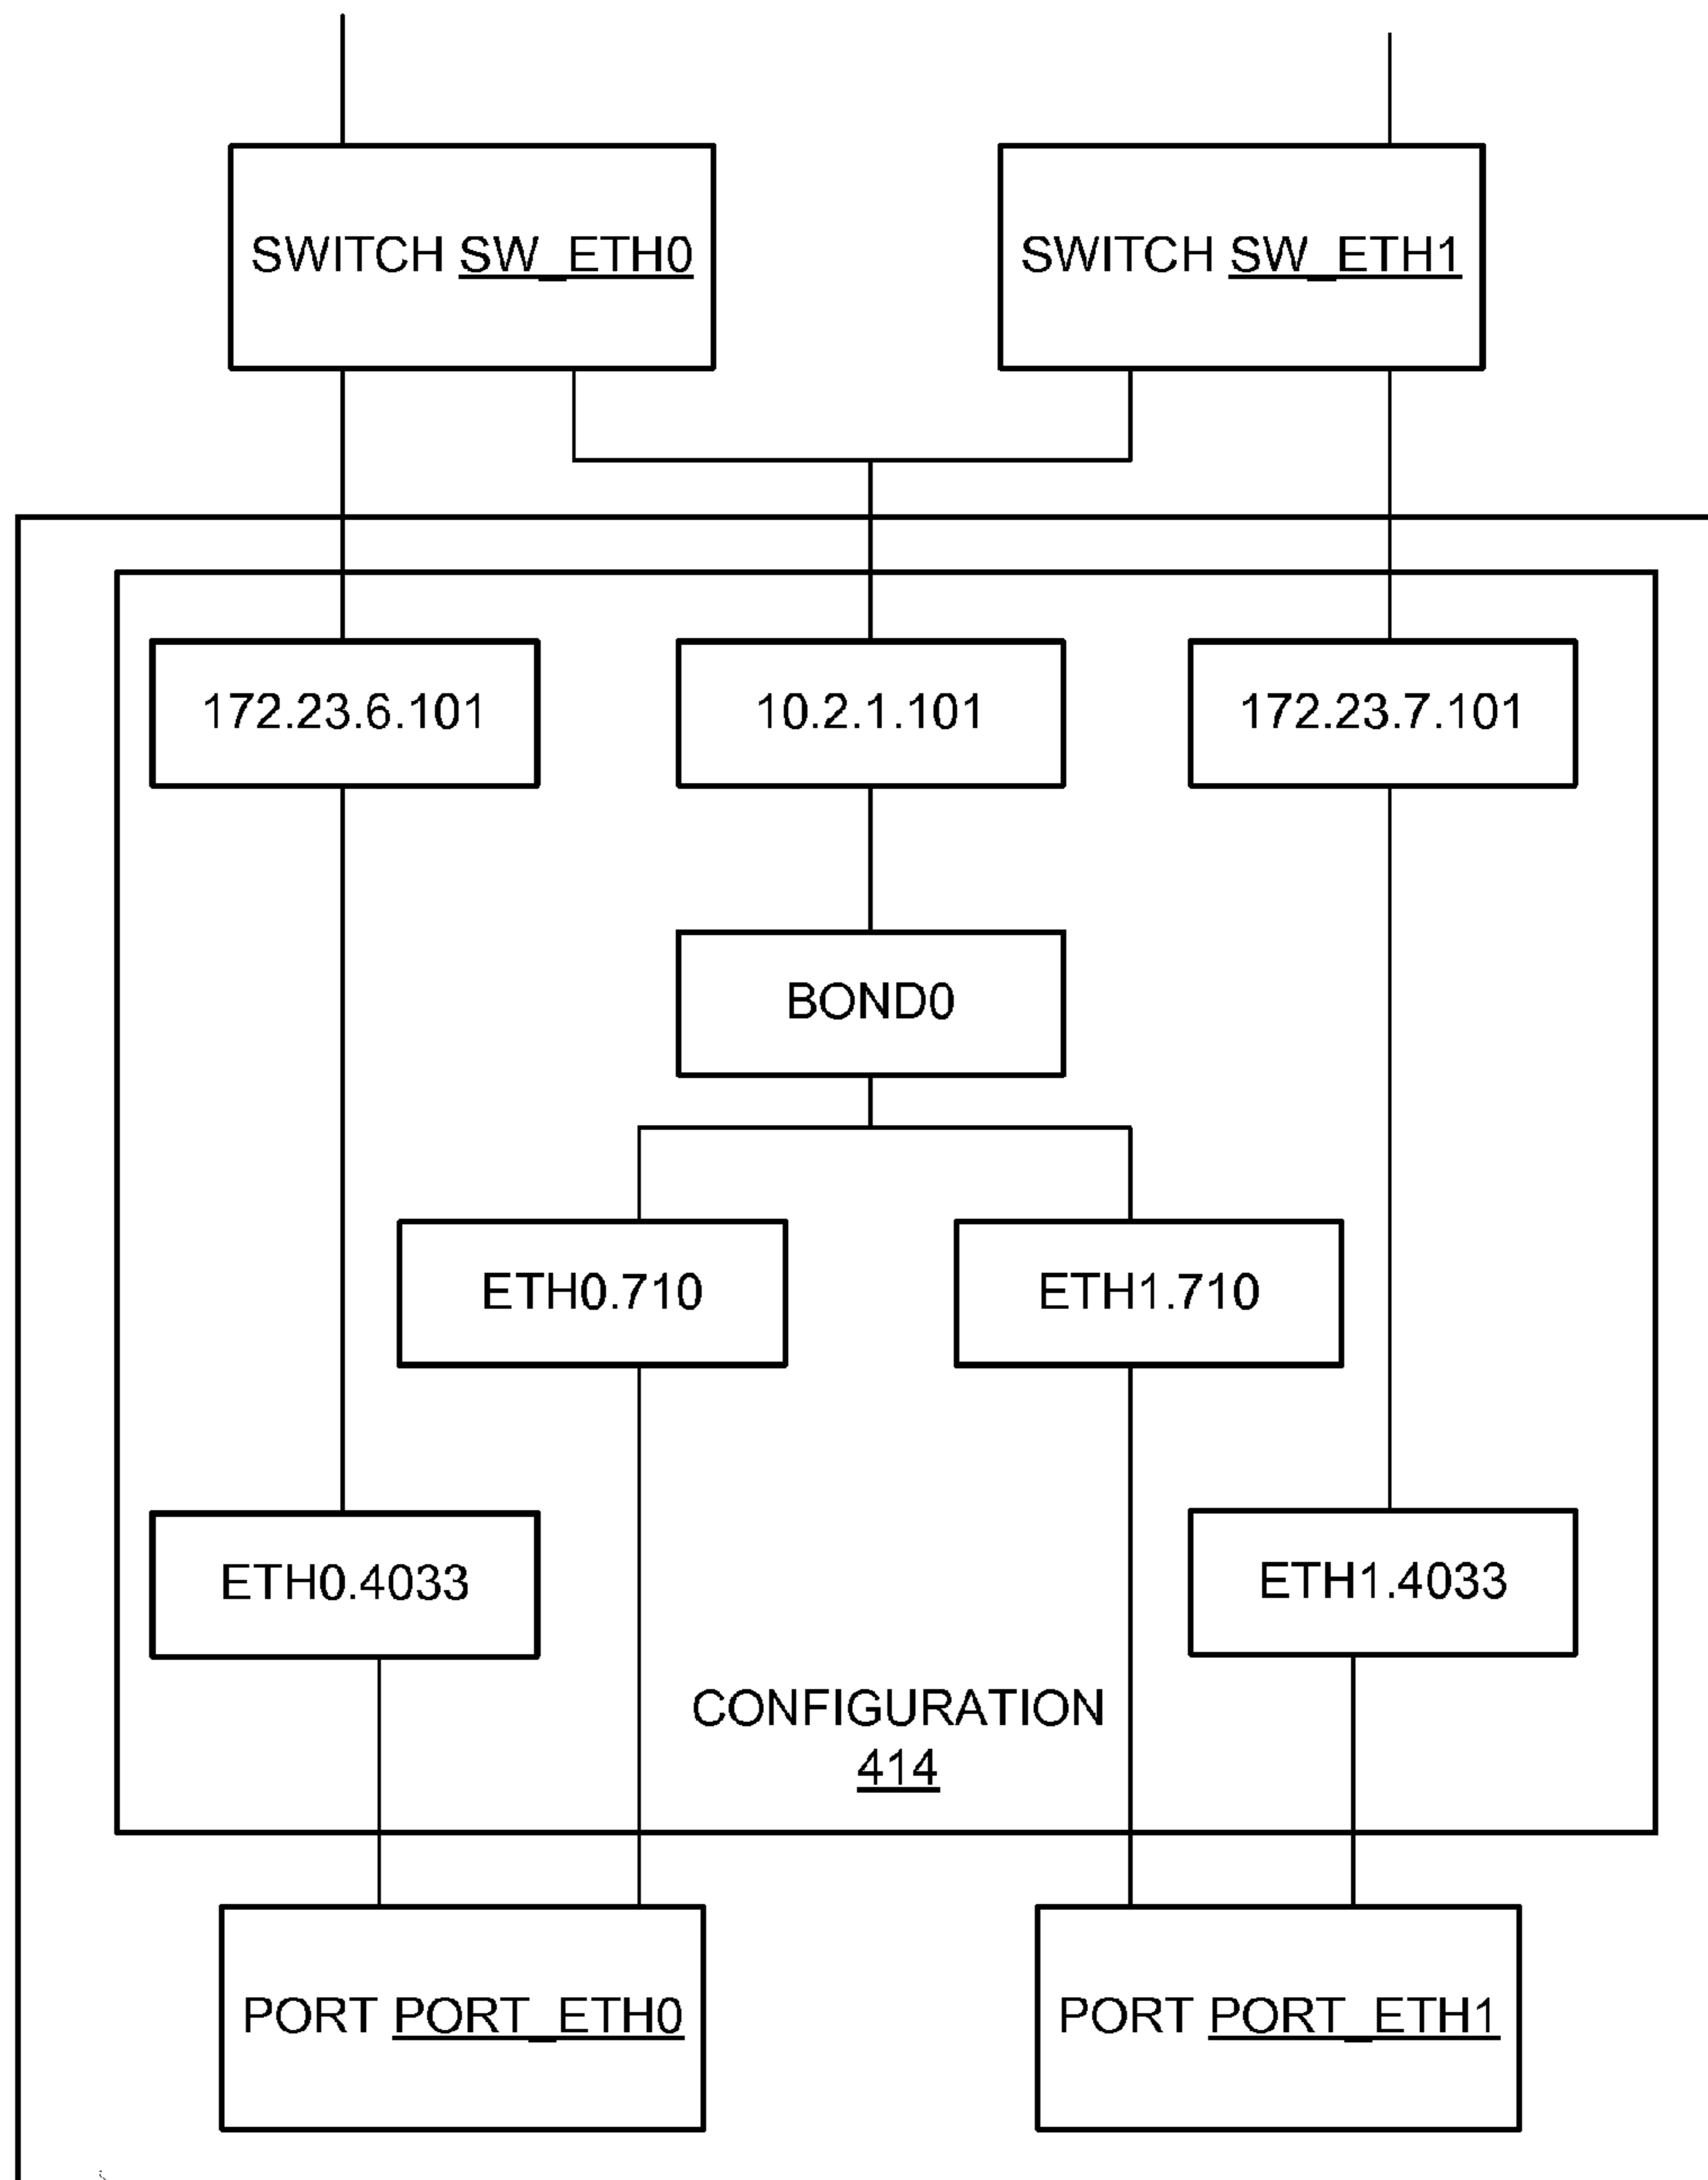 SWITCH SW_ETH0
SWITCH SW_ETH1
172.23.6.101
10.2.1.101
172.23.7.101
BOND0
ETH0.710
ETH1.710
ETH0.4033
ETH1.4033
CONFIGURATION
414
PORT PORT_ETH0
PORT PORT_ETH1